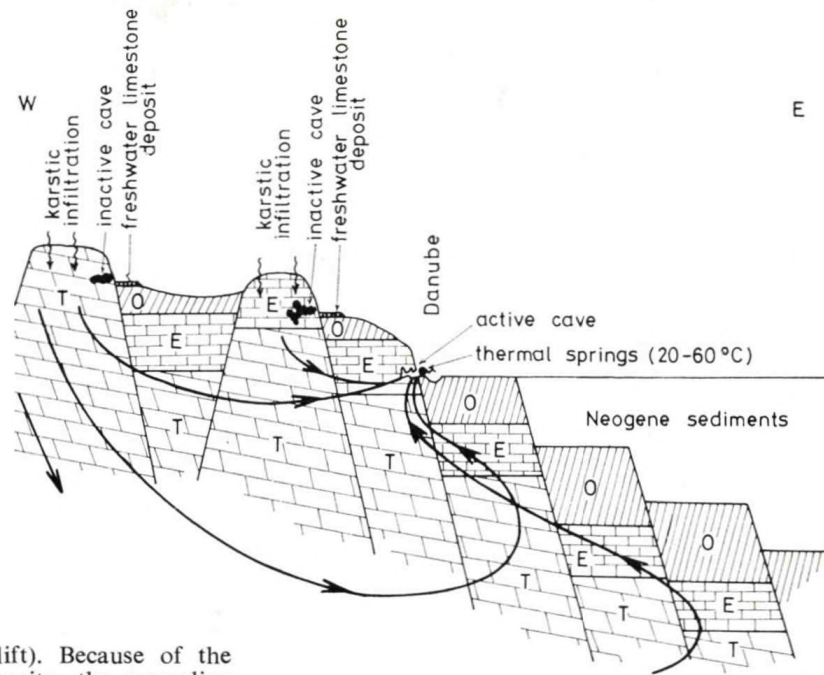 W
karstic
infiltration
inactive cave
freshwater limestone
deposit
karstic
infiltration
inactive cave
freshwater limestone
deposit
Danube
E
active cave
thermal springs (20-60 °C)
T
O
E
T
E
T
O
E
T
O
E
T
Neogene sediments
O
E
T
O
E
T
lift). Because of the